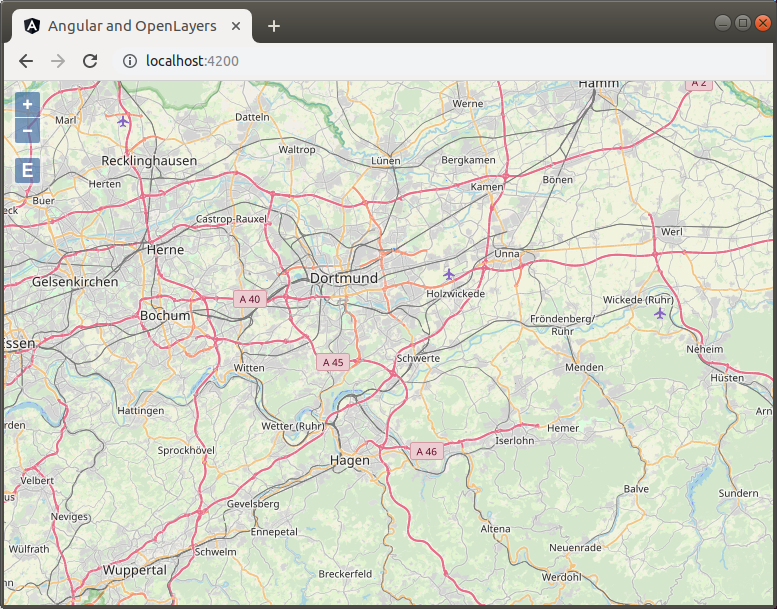 Angular and OpenLayers
localhost:4200
Hamm
A 2
+
Werne
Marl
Datteln
–
Waltrop
Lünen
Bergkamen
Recklinghausen
E
Bönen
Herten
Kamen
Buer
eck
Castrop-Rauxel
Werl
Herne
Unna
Dortmund
Gelsenkirchen
Holzwickede
A 40
Wickede (Ruhr)
Bochum
Fröndenberg/
Ruhr
Essen
Neheim
Schwerte
A 45
Witten
Menden
Hüsten
Hattingen
Arn
rden
Wetter (Ruhr)
Hemer
Iserlohn
Sprockhövel
A 46
Hagen
Velbert
Balve
Sundern
us
Gevelsberg
Neviges
Altena
Ennepetal
Wülfrath
Schwelm
Neuenrade
Wuppertal
Breckerfeld
Werdohl
nn